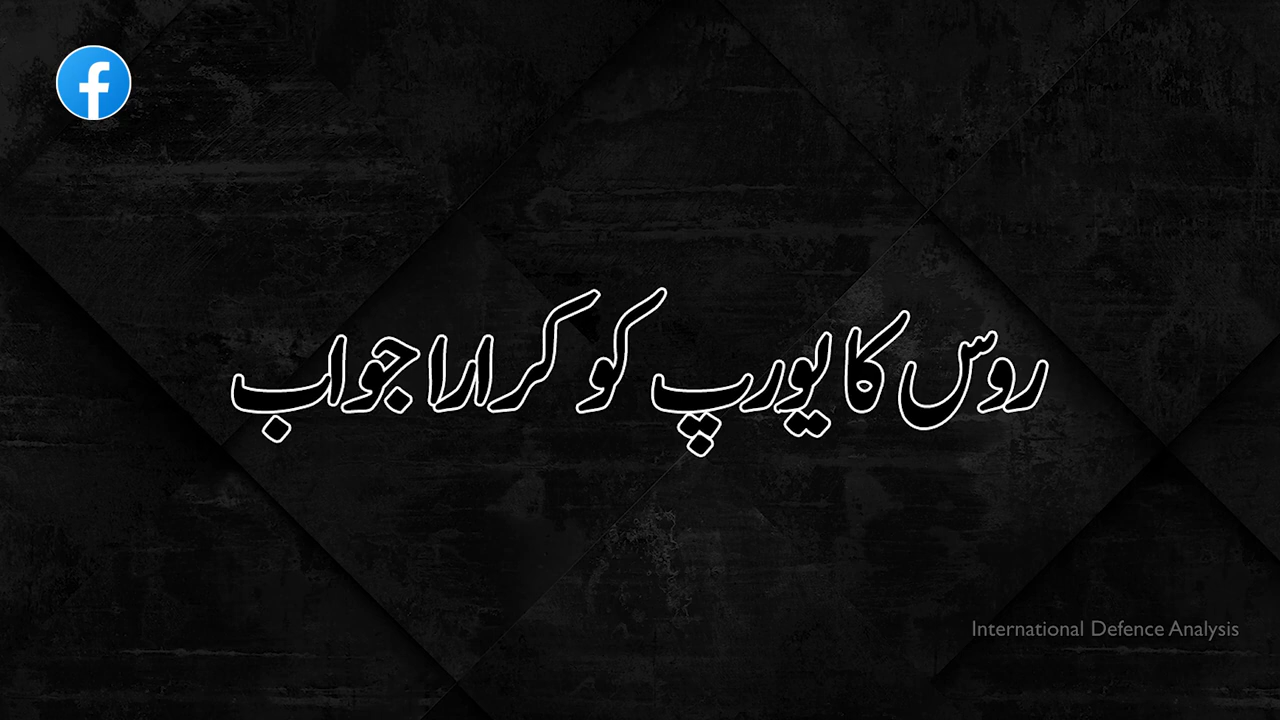 روس کا یورپ کو کرارا جواب
International Defence Analysis